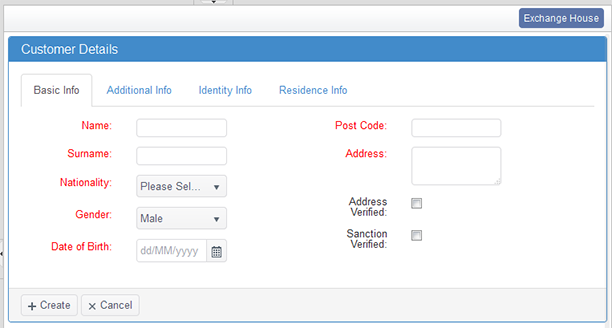 Exchange House
Customer Details
Basic Info Additional Info Identity Info Residence Info
Name:
Surname:
Nationality: Please Sel...
Gender: Male
Date of Birth: dd/MM/yyyy
Post Code:
Address:
Address
Verified:
Sanction
Verified:
+ Create × Cancel